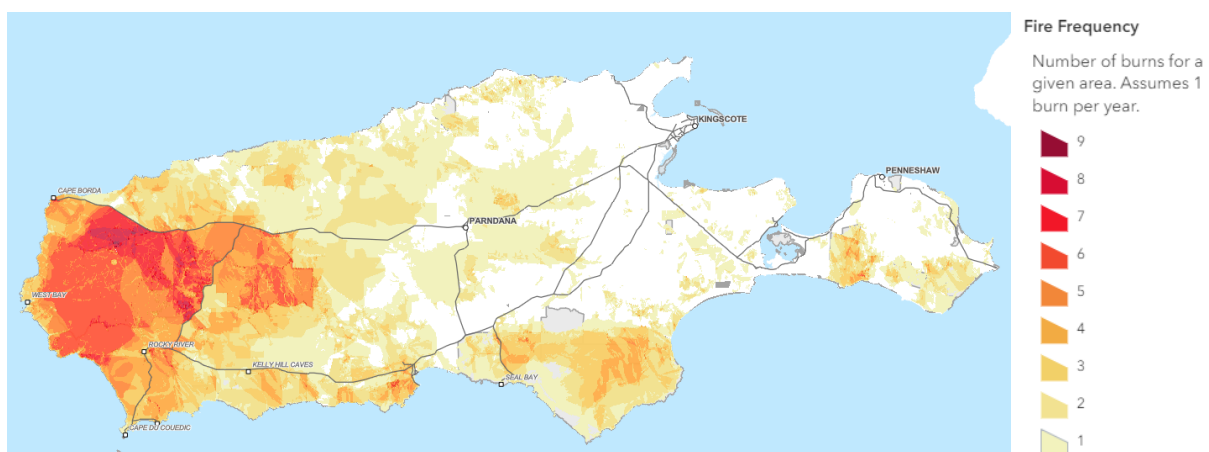 Fire Frequency
Number of burns for a
given area. Assumes 1
burn per year.
9
8
7
6
5
4
3
2
1
KINGSCOTE
PENNESHAW
CAPE BORDA
PARNDANA
WEST BAY
ROCKY RIVER
KELLY HILL CAVES
SEAL BAY
CAPE DU COUEDIC